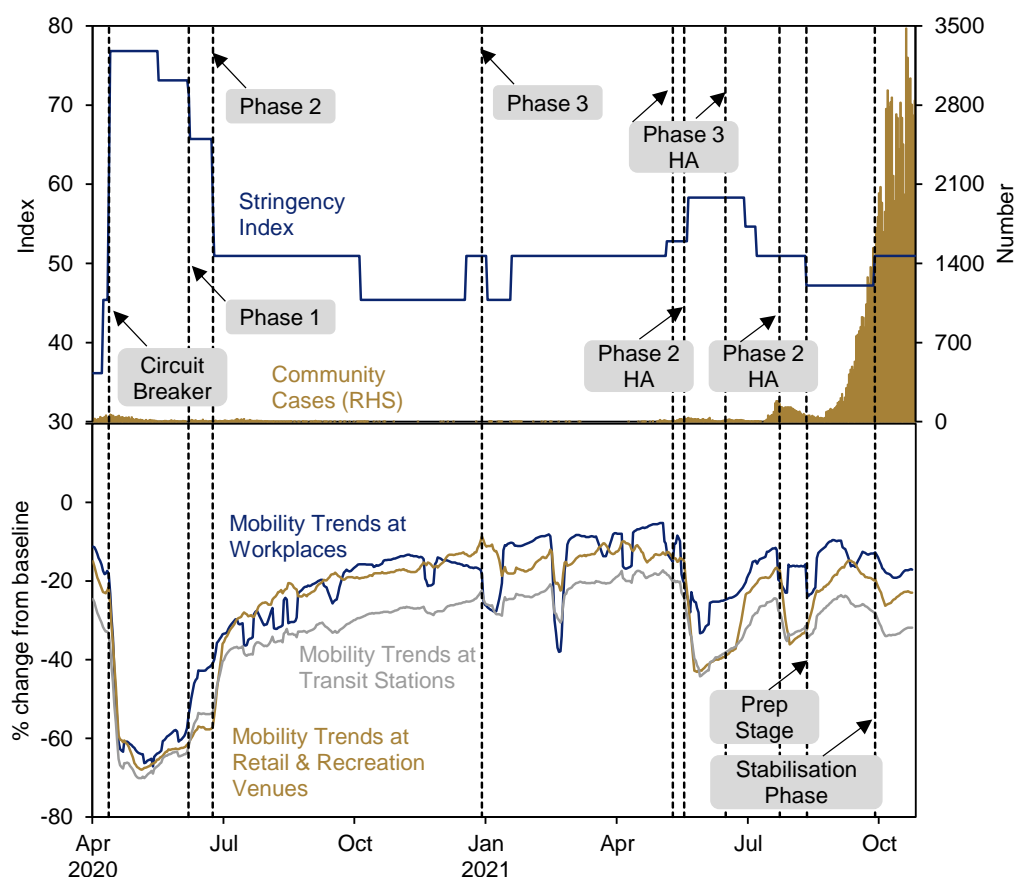 80
70
60
50
40
30
Index
3500
2800
2100
1400
700
0
Number
Phase 2
Phase 3
Phase 3
HA
Stringency
Index
Phase 1
Circuit
Breaker
Community
Cases (RHS)
Phase 2
HA
Phase 2
HA
0
-20
-40
-60
-80
% change from baseline
Mobility Trends at
Workplaces
Mobility Trends at
Transit Stations
Mobility Trends at
Retail & Recreation
Venues
Prep
Stage
Stabilisation
Phase
Apr
2020
Jul
Oct
Jan
2021
Apr
Jul
Oct